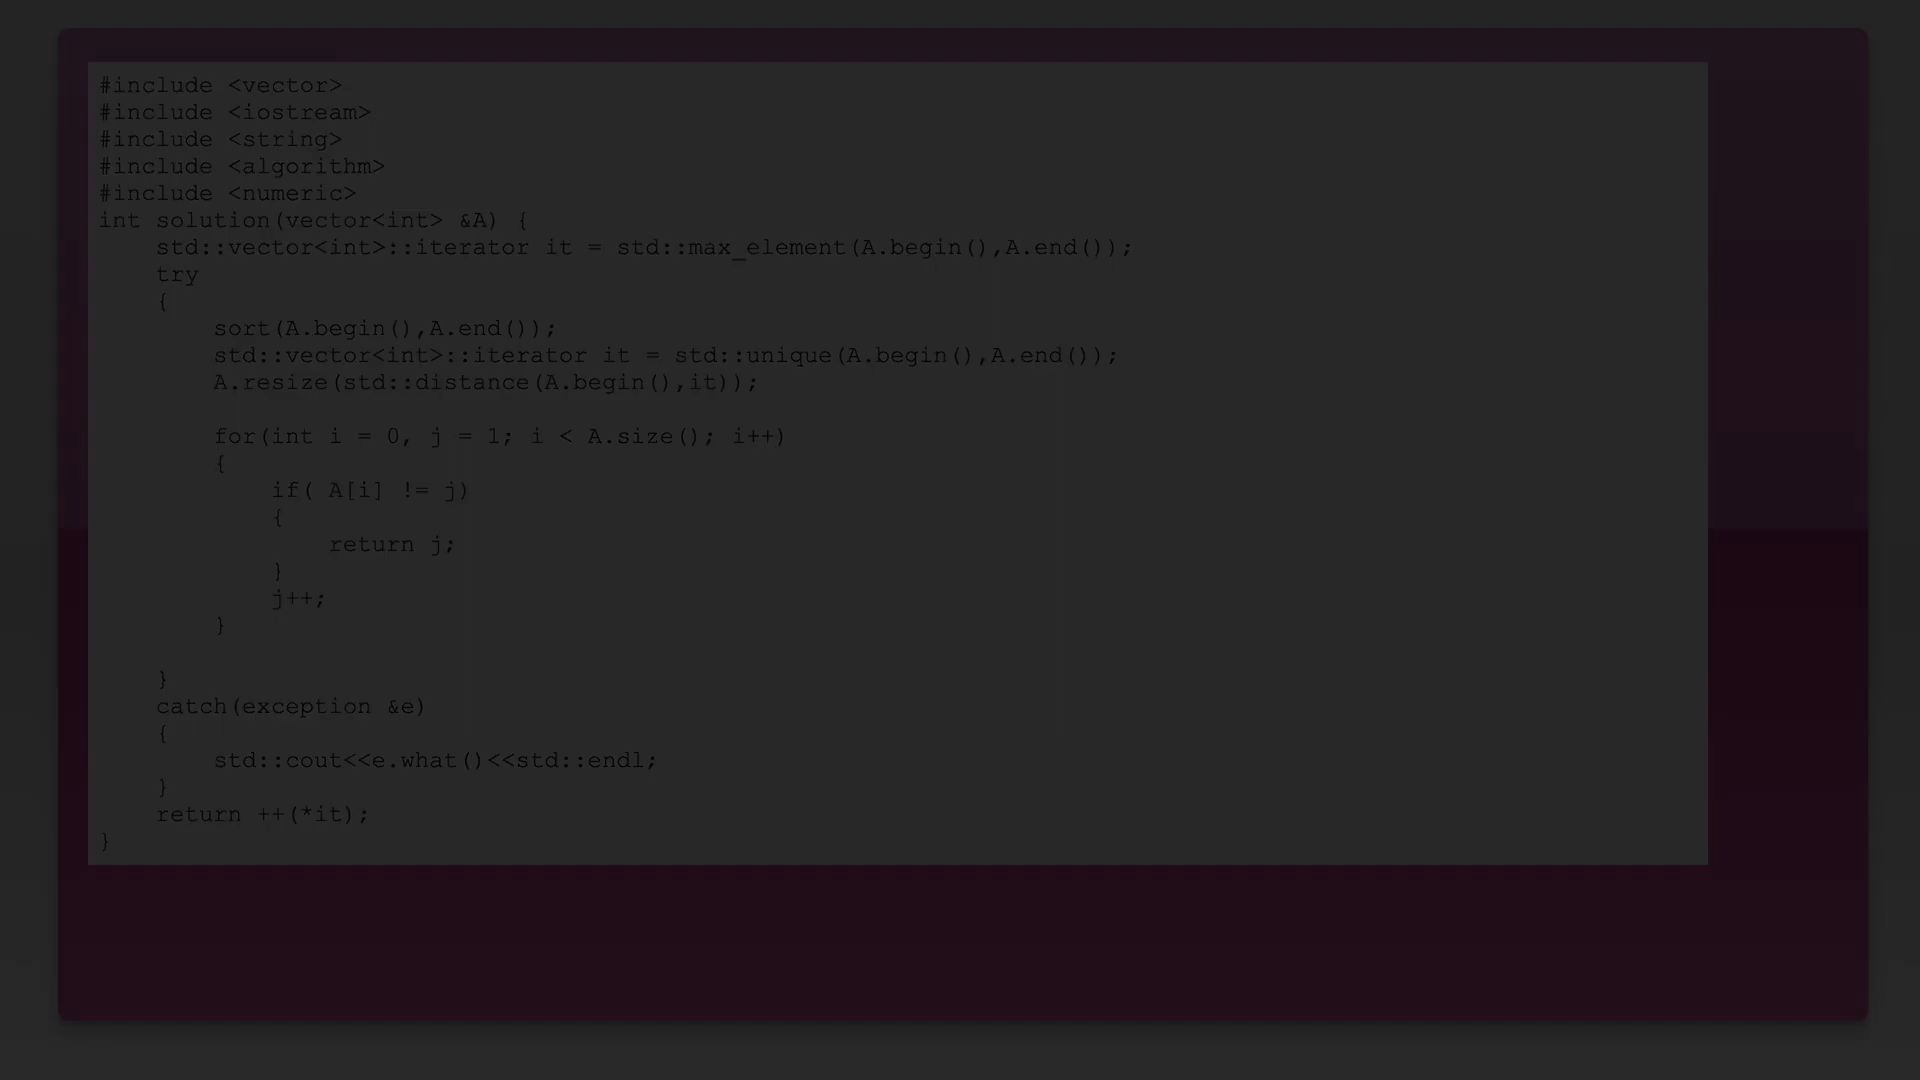 #include <vector>
#include <iostream>
#include <string>
#include <algorithm>
#include <numeric>
int solution(vector<int> &A) {
    std::vector<int>::iterator it = std::max_element(A.begin(),A.end());
    try
    {
        sort(A.begin(),A.end());
        std::vector<int>::iterator it = std::unique(A.begin(),A.end());
        A.resize(std::distance(A.begin(),it));

        for(int i = 0, j = 1; i < A.size(); i++)
        {
            if( A[i] != j)
            {
                return j;
            }
            j++;
        }

    }
    catch(exception &e)
    {
        std::cout<<e.what()<<std::endl;
    }
    return ++(*it);
}